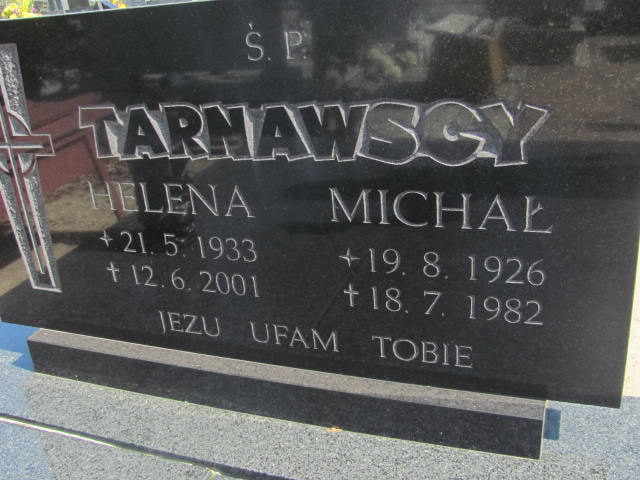 Ś. P.
TARNAWSCY
HELENA MICHAŁ
+ 21. 5. 1933 + 19. 8. 1926
† 12. 6. 2001 † 18. 7. 1982
JEZU UFAM TOBIE